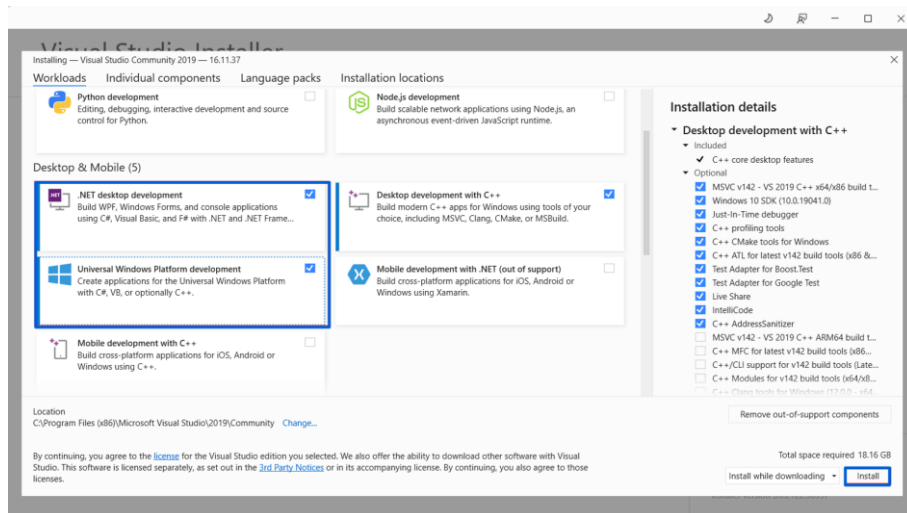 Visual Studio Installer
Installing — Visual Studio Community 2019 — 16.11.37
Workloads Individual components Language packs Installation locations
Python development
Editing, debugging, interactive development and source
control for Python.
Node.js development
Build scalable network applications using Node.js, an
asynchronous event-driven JavaScript runtime.
Desktop & Mobile (5)
.NET desktop development
Build WPF, Windows Forms, and console applications
using C#, Visual Basic, and F# with .NET and .NET Frame...
Desktop development with C++
Build modern C++ apps for Windows using tools of your
choice, including MSVC, Clang, CMake, or MSBuild.
Universal Windows Platform development
Create applications for the Universal Windows Platform
with C#, VB, or optionally C++.
Mobile development with .NET (out of support)
Build cross-platform applications for iOS, Android or
Windows using Xamarin.
Mobile development with C++
Build cross-platform applications for iOS, Android or
Windows using C++.
Installation details
Desktop development with C++
Included
C++ core desktop features
Optional
MSVC v142 - VS 2019 C++ x64/x86 build t...
Windows 10 SDK (10.0.19041.0)
Just-In-Time debugger
C++ profiling tools
C++ CMake tools for Windows
C++ ATL for latest v142 build tools (x86 &...
Test Adapter for Boost.Test
Test Adapter for Google Test
Live Share
IntelliCode
C++ AddressSanitizer
MSVC v142 - VS 2019 C++ ARM64 build t...
C++ MFC for latest v142 build tools (x86...
C++/CLI support for v142 build tools (Late...
C++ Modules for v142 build tools (x64/x8...
C++ Clang tools for Windows (12.0.0 - x64...
Location
C:\Program Files (x86)\Microsoft Visual Studio\2019\Community Change...
Remove out-of-support components
By continuing, you agree to the license for the Visual Studio edition you selected. We also offer the ability to download other software with Visual
Studio. This software is licensed separately, as set out in the 3rd Party Notices or in its accompanying license. By continuing, you also agree to those
licenses.
Total space required 18.16 GB
Install while downloading Install